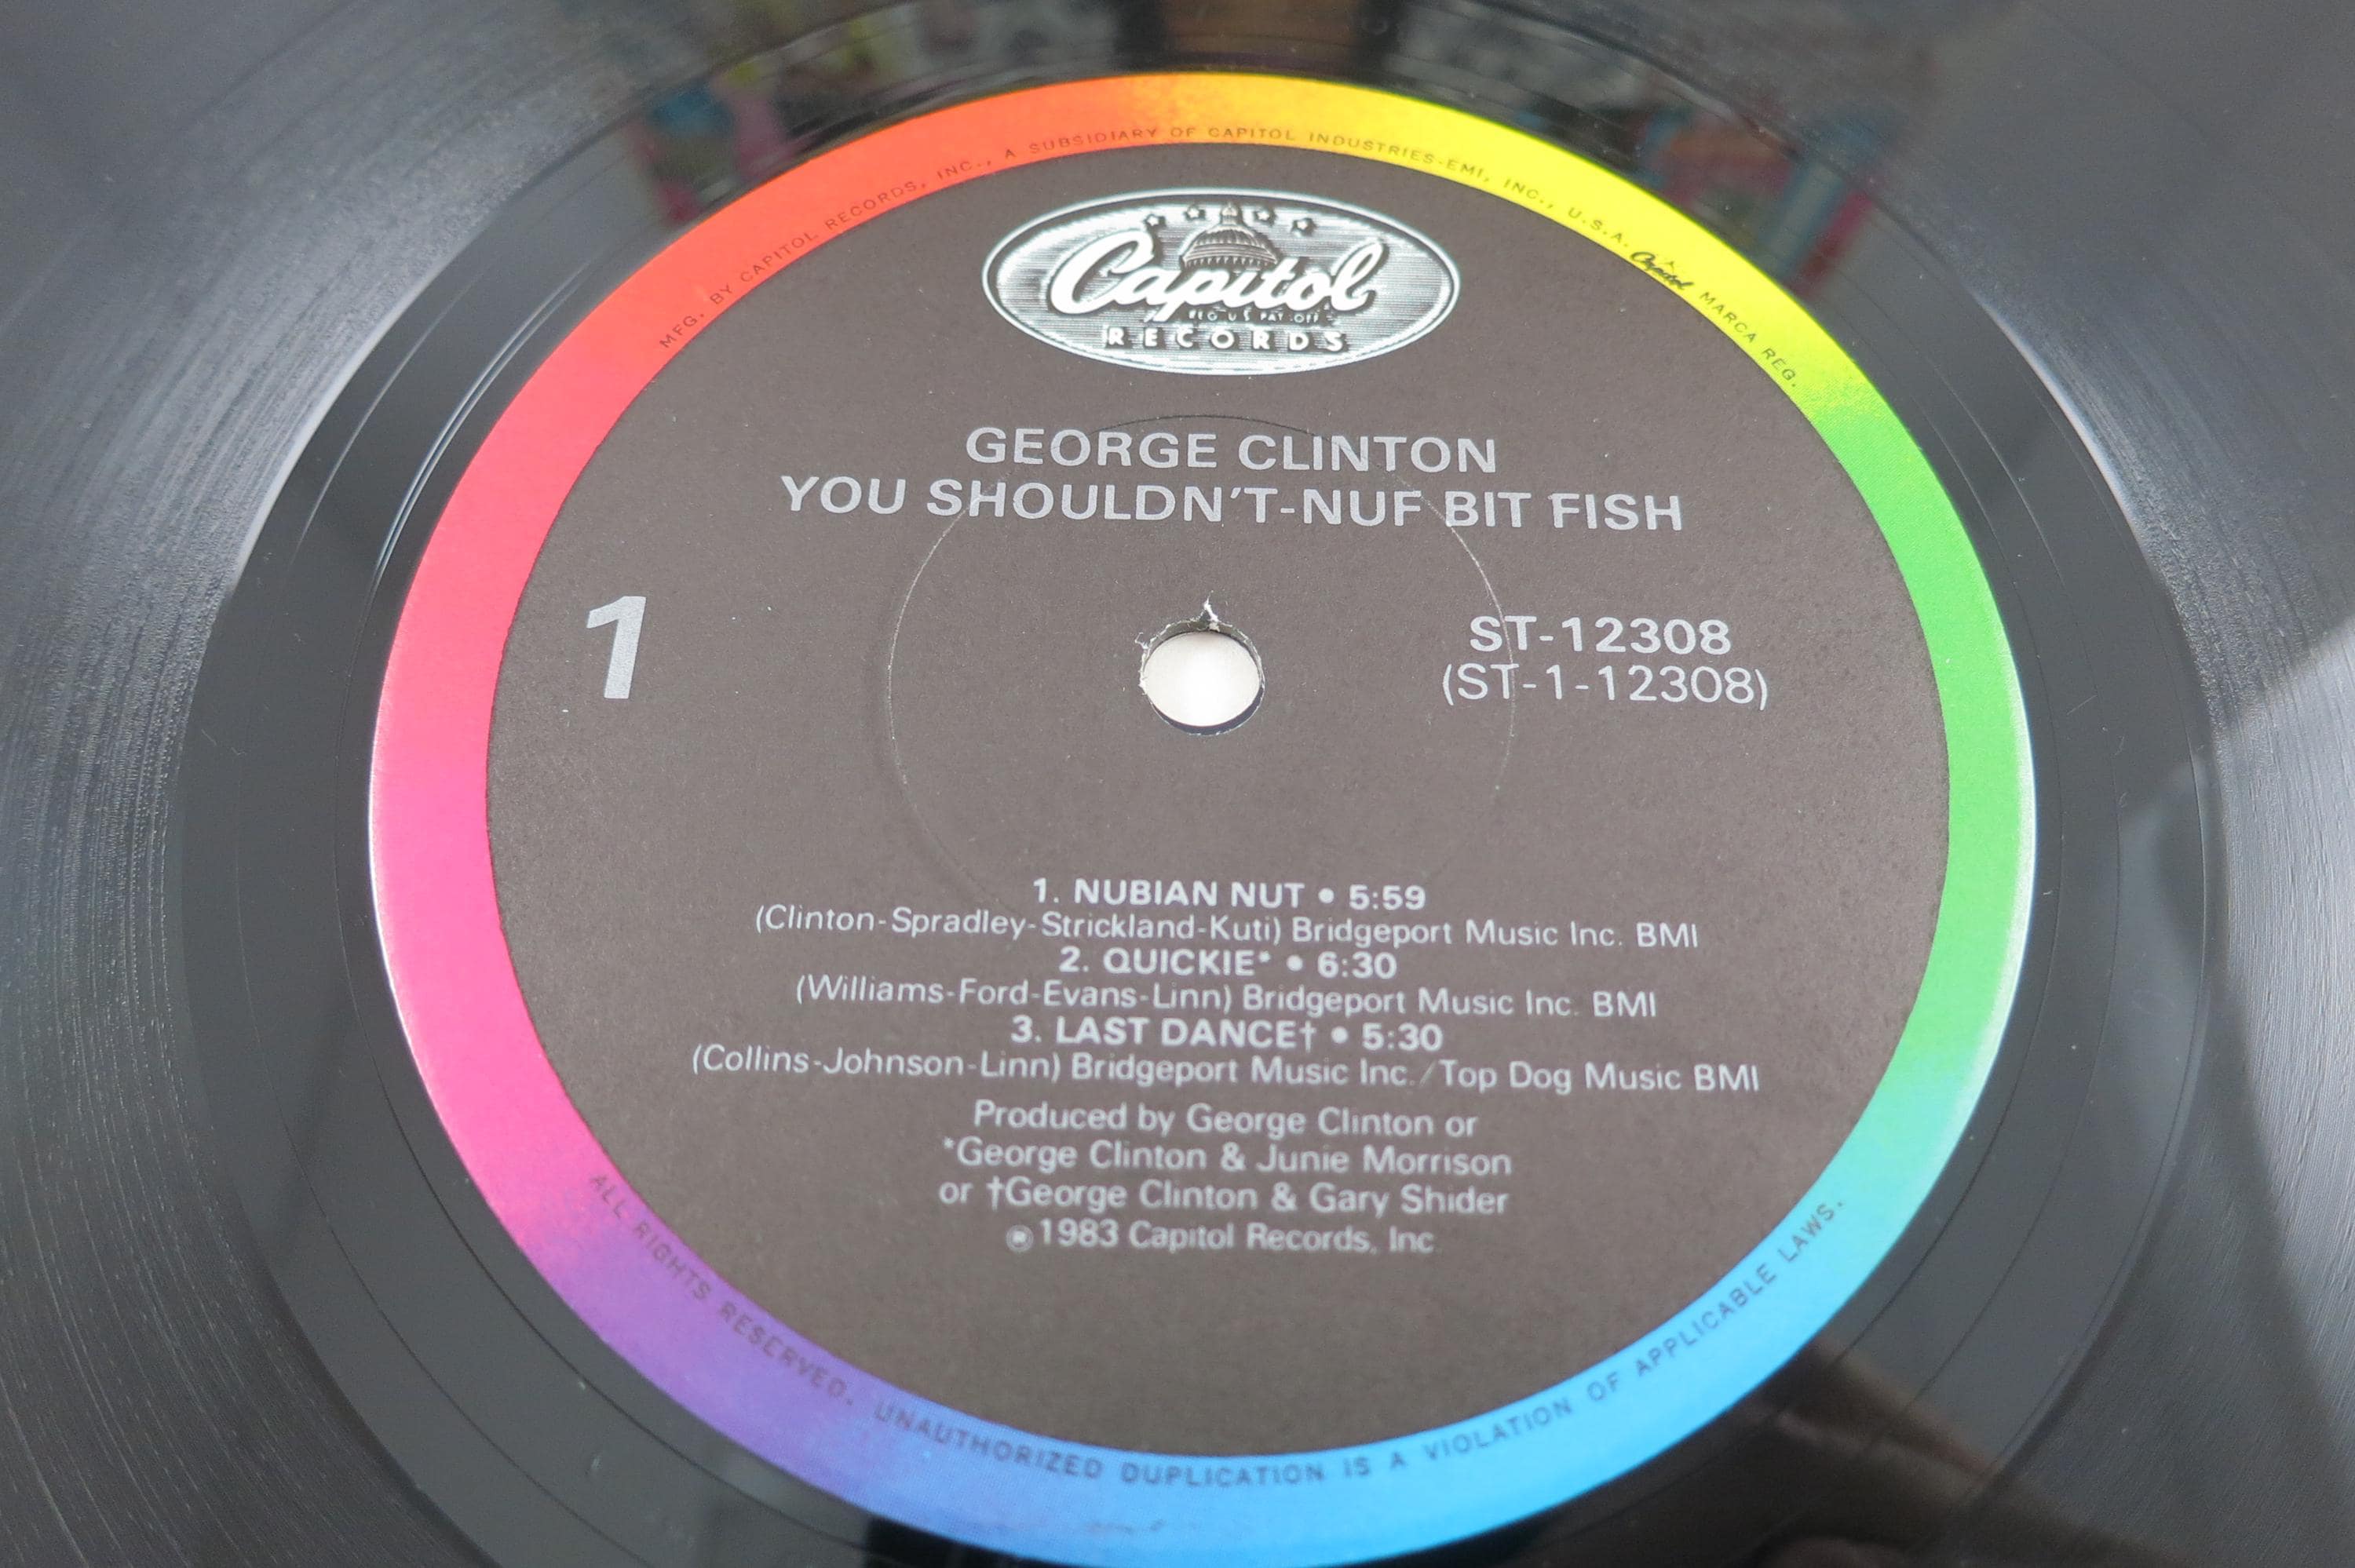 MFG. BY CAPITOL RECORDS, INC., A SUBSIDIARY OF CAPITOL INDUSTRIES-EMI, INC., U.S.A. Capitol MARCA REG.
Capitol
REG U S PAT OFF
RECORDS
GEORGE CLINTON
YOU SHOULDN'T-NUF BIT FISH
1
ST-12308
(ST-1-12308)
1. NUBIAN NUT • 5:59
(Clinton-Spradley-Strickland-Kuti) Bridgeport Music Inc. BMI
2. QUICKIE* • 6:30
(Williams-Ford-Evans-Linn) Bridgeport Music Inc. BMI
3. LAST DANCE† • 5:30
(Collins-Johnson-Linn) Bridgeport Music Inc./Top Dog Music BMI
Produced by George Clinton or
*George Clinton & Junie Morrison
or †George Clinton & Gary Shider
℗ 1983 Capitol Records, Inc.
ALL RIGHTS RESERVED. UNAUTHORIZED DUPLICATION IS A VIOLATION OF APPLICABLE LAWS.